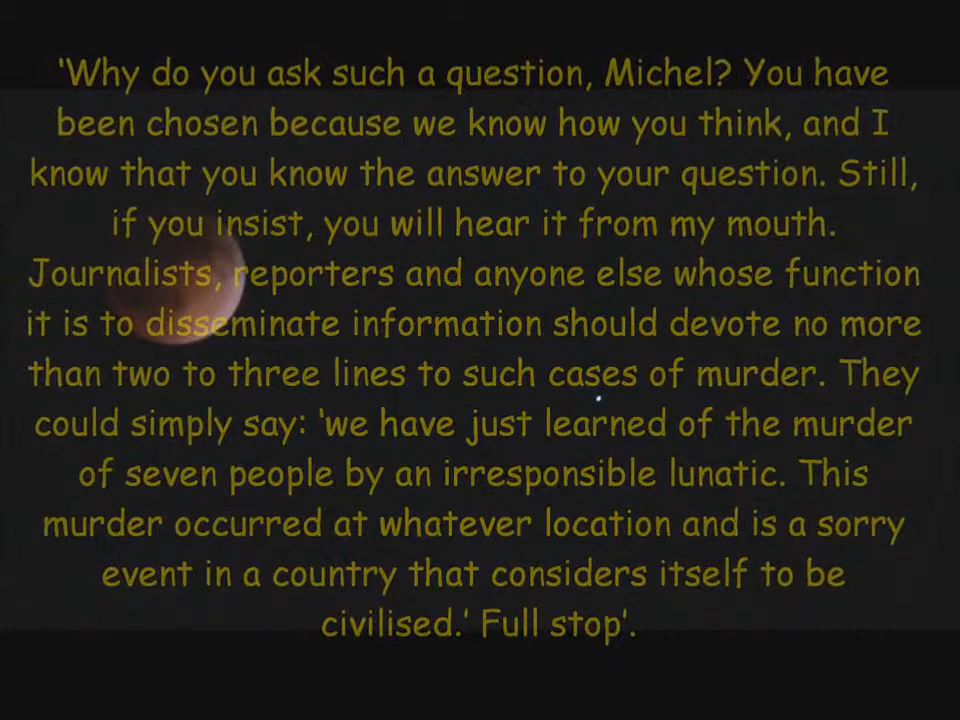 ‘Why do you ask such a question, Michel? You have
been chosen because we know how you think, and I
know that you know the answer to your question. Still,
if you insist, you will hear it from my mouth.
Journalists, reporters and anyone else whose function
it is to disseminate information should devote no more
than two to three lines to such cases of murder. They
could simply say: ‘we have just learned of the murder
of seven people by an irresponsible lunatic. This
murder occurred at whatever location and is a sorry
event in a country that considers itself to be
civilised.’ Full stop’.